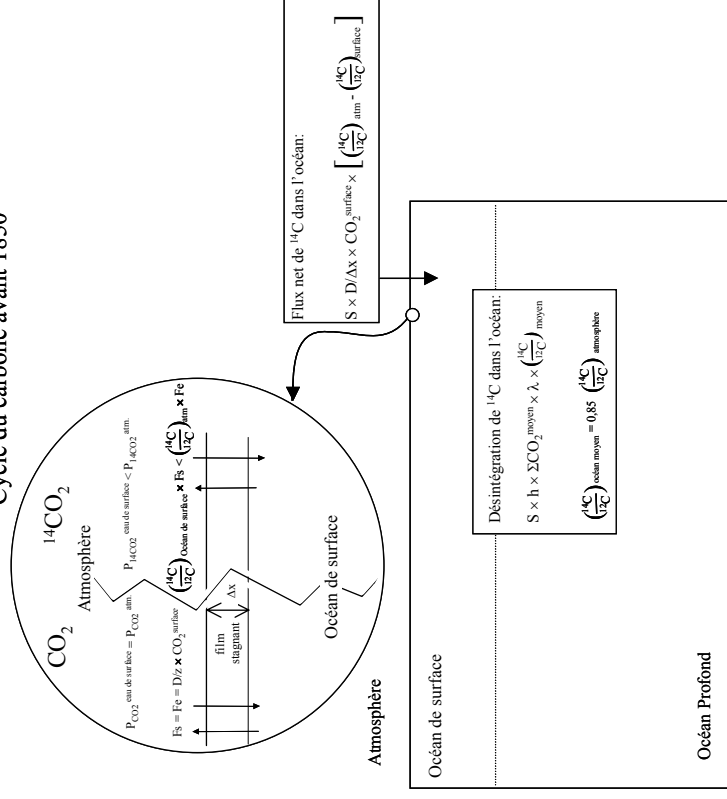 Cycle du carbone avant 1850
CO₂
¹⁴CO₂
Atmosphère
P_CO2 ^eau de surface = P_CO2 ^atm.
P_14CO2 ^eau de surface < P_14CO2 ^atm.
Fs = Fe = D/z × CO₂^surface
(¹⁴C/¹²C) Océan de surface × Fs < (¹⁴C/¹²C) atm × Fe
film
stagnant
Δx
Océan de surface
Flux net de ¹⁴C dans l'océan:
S × D/Δx × CO₂^surface × [(¹⁴C/¹²C) atm - (¹⁴C/¹²C) surface]
Atmosphère
Océan de surface
Désintégration de ¹⁴C dans l'océan:
S × h × ΣCO₂^moyen × λ × (¹⁴C/¹²C) moyen
(¹⁴C/¹²C) océan moyen = 0,85 (¹⁴C/¹²C) atmosphère
Océan Profond